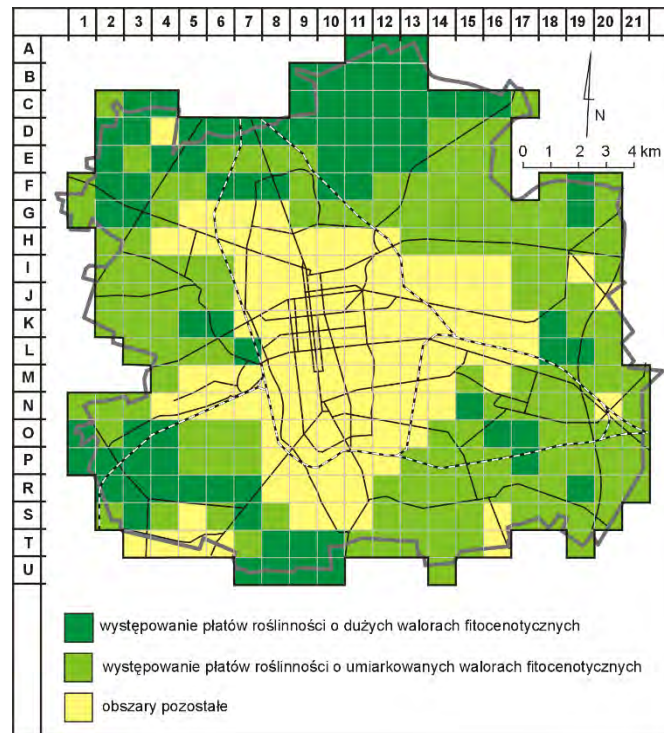 1 2 3 4 5 6 7 8 9 10 11 12 13 14 15 16 17 18 19 20 21
A
B
C
D
E
N
0 1 2 3 4 km
F
G
H
I
J
K
L
M
N
O
P
R
S
T
U
występowanie płatów roślinności o dużych walorach fitocenotycznych
występowanie płatów roślinności o umiarkowanych walorach fitocenotycznych
obszary pozostałe